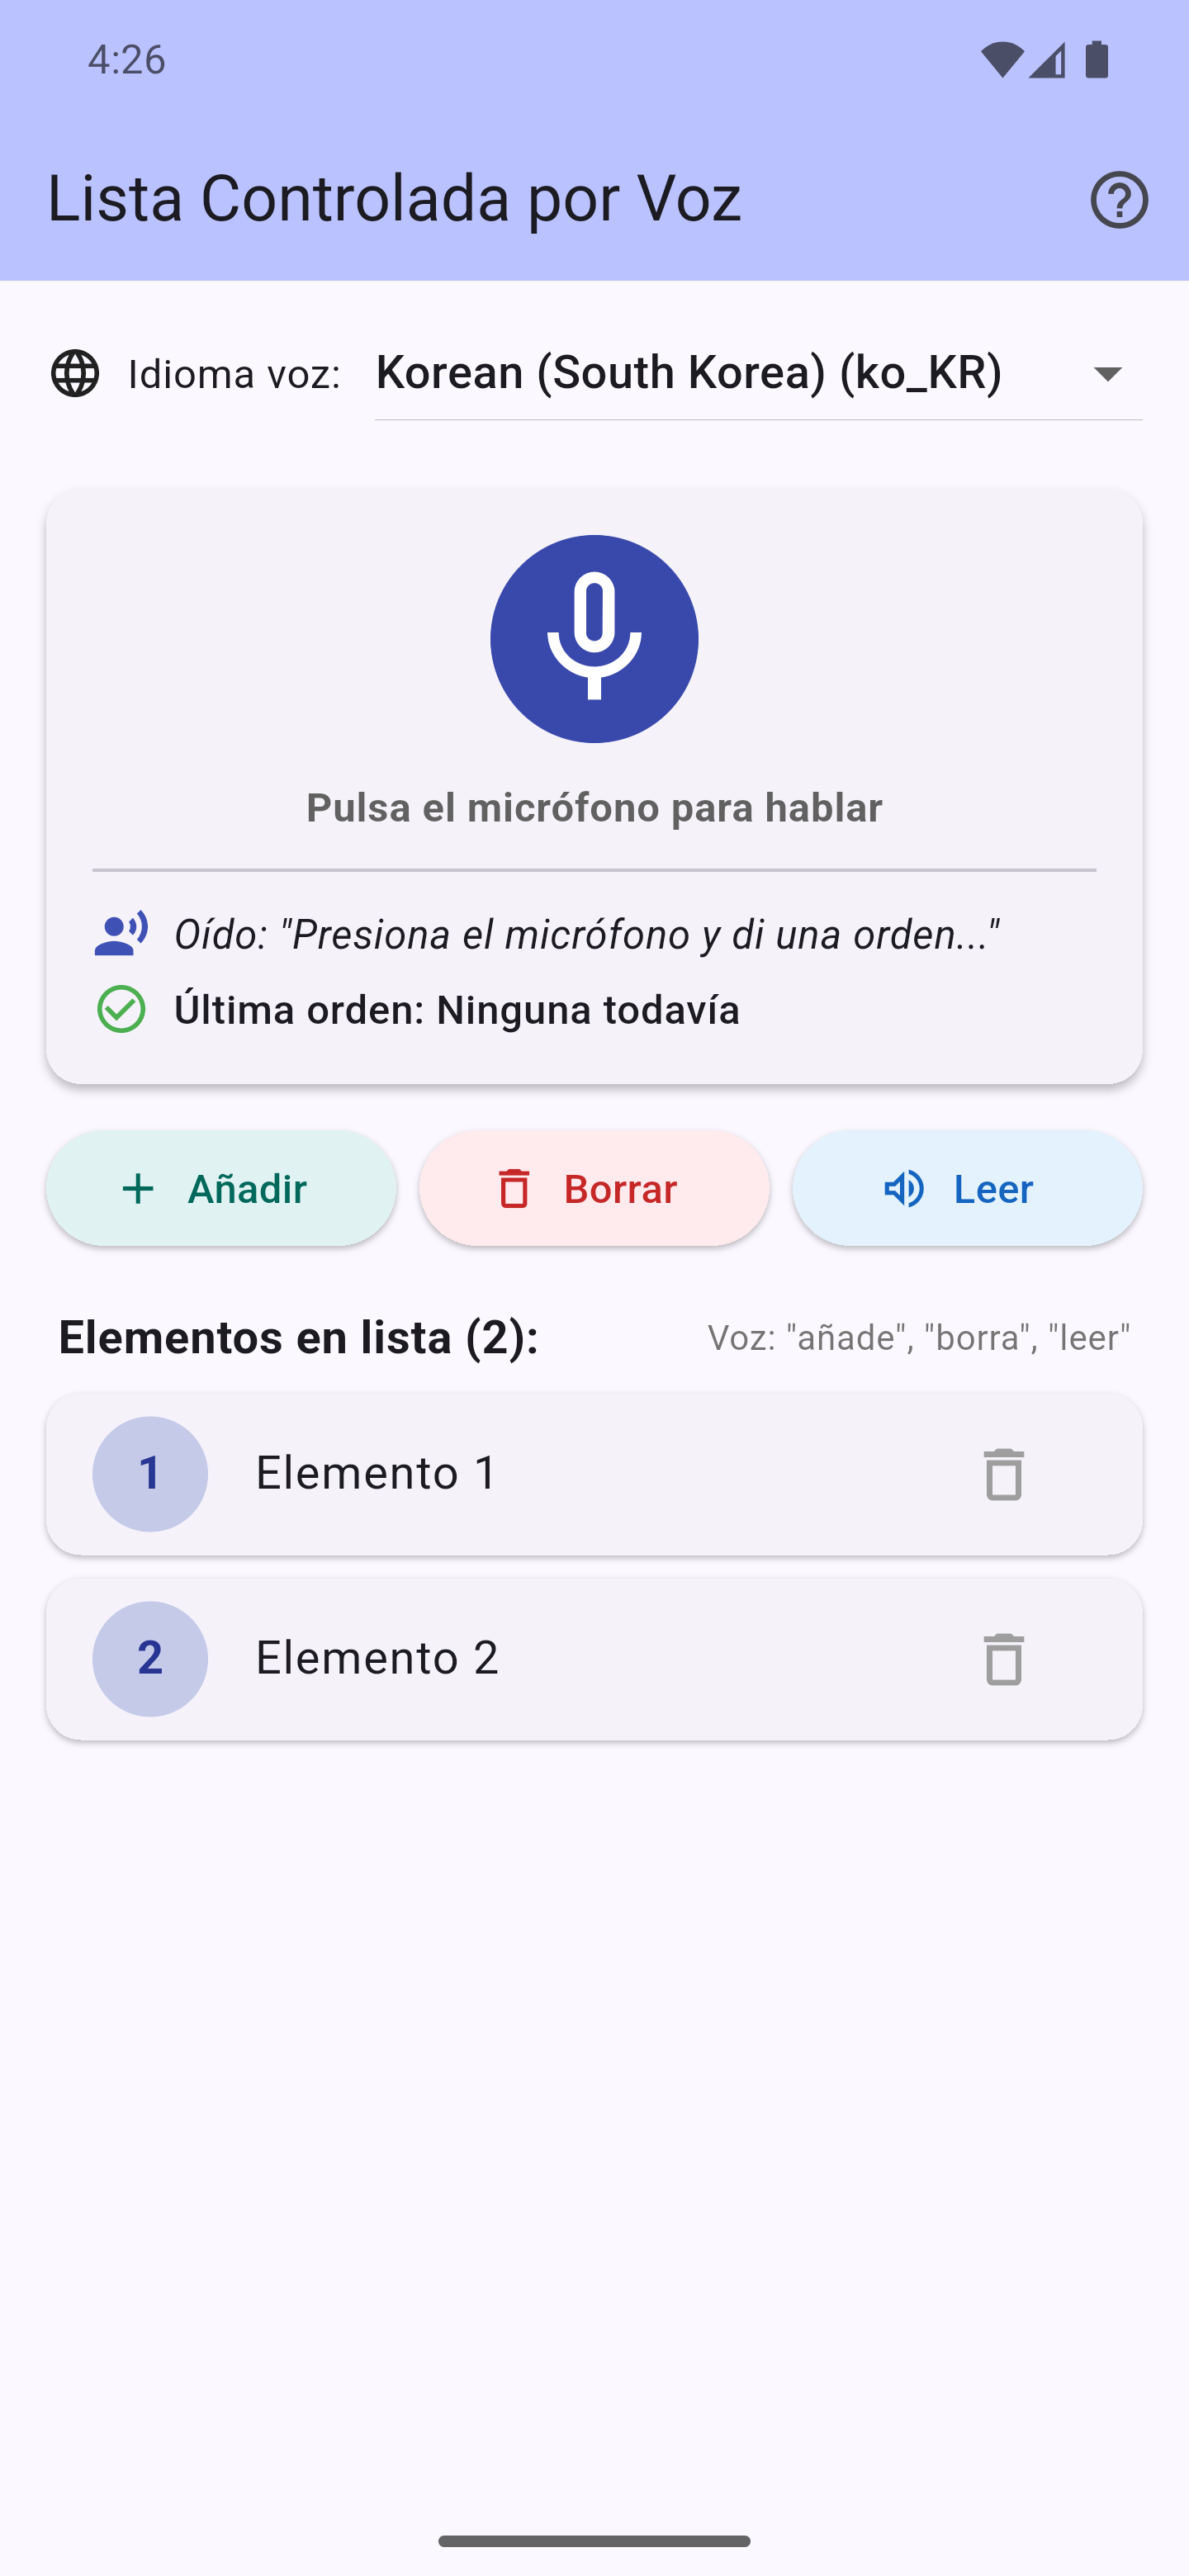 4:26
Lista Controlada por Voz
Idioma voz: Korean (South Korea) (ko_KR)
Pulsa el micrófono para hablar
Oído: "Presiona el micrófono y di una orden..."
Última orden: Ninguna todavía
Añadir Borrar Leer
Elementos en lista (2): Voz: "añade", "borra", "leer"
1 Elemento 1
2 Elemento 2